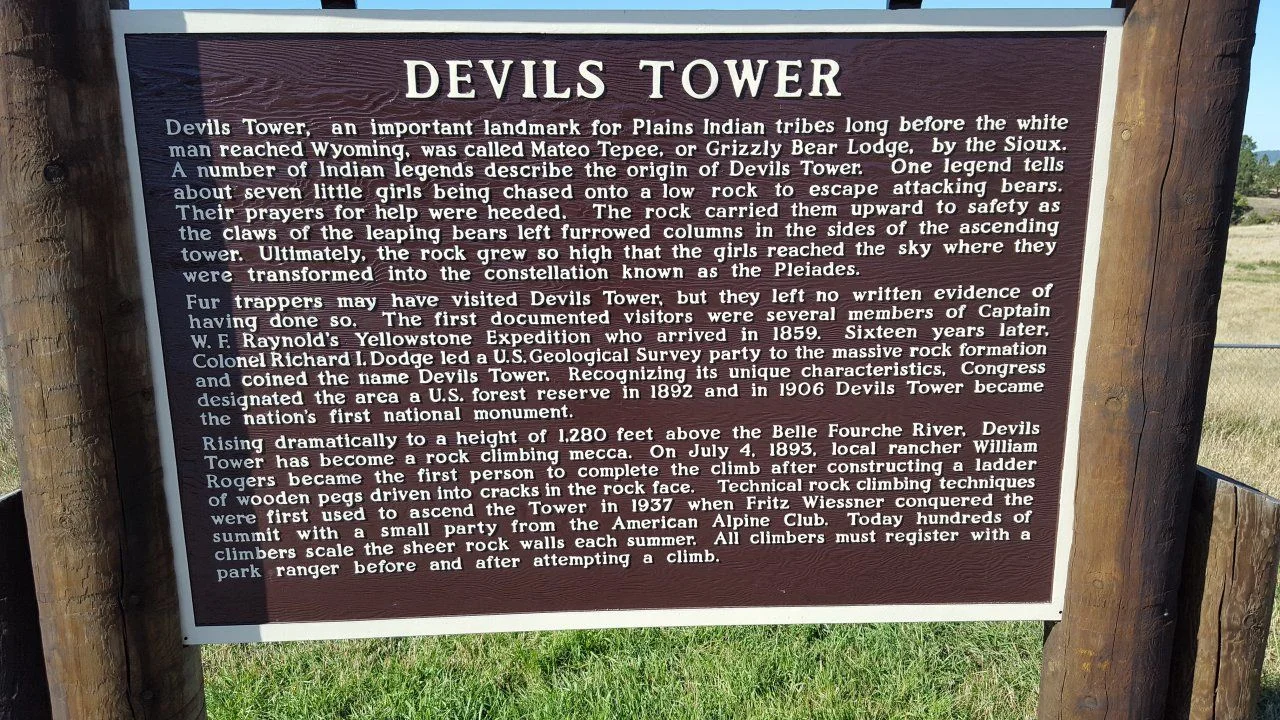 DEVILS TOWER
Devils Tower, an important landmark for Plains Indian tribes long before the white
man reached Wyoming, was called Mateo Tepee, or Grizzly Bear Lodge, by the Sioux.
A number of Indian legends describe the origin of Devils Tower. One legend tells
about seven little girls being chased onto a low rock to escape attacking bears.
Their prayers for help were heeded. The rock carried them upward to safety as
the claws of the leaping bears left furrowed columns in the sides of the ascending
tower. Ultimately, the rock grew so high that the girls reached the sky where they
were transformed into the constellation known as the Pleiades.
Fur trappers may have visited Devils Tower, but they left no written evidence of
having done so. The first documented visitors were several members of Captain
W. F. Raynold's Yellowstone Expedition who arrived in 1859. Sixteen years later,
Colonel Richard I. Dodge led a U.S. Geological Survey party to the massive rock formation
and coined the name Devils Tower. Recognizing its unique characteristics, Congress
designated the area a U.S. forest reserve in 1892 and in 1906 Devils Tower became
the nation's first national monument.
Rising dramatically to a height of 1,280 feet above the Belle Fourche River, Devils
Tower has become a rock climbing mecca. On July 4, 1893, local rancher William
Rogers became the first person to complete the climb after constructing a ladder
of wooden pegs driven into cracks in the rock face. Technical rock climbing techniques
were first used to ascend the Tower in 1937 when Fritz Wiessner conquered the
summit with a small party from the American Alpine Club. Today hundreds of
climbers scale the sheer rock walls each summer. All climbers must register with a
park ranger before and after attempting a climb.